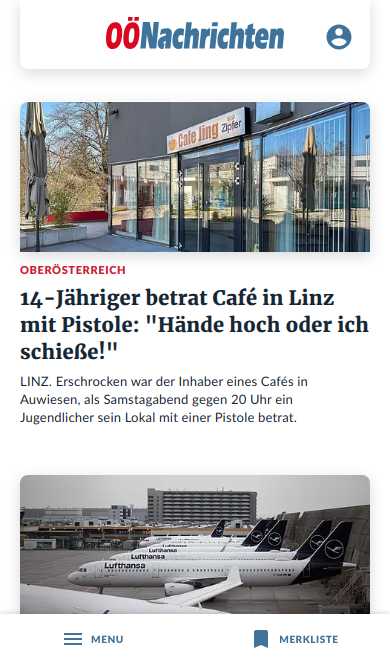 OÖNachrichten
Cafe Jing
Zipfer
OBERÖSTERREICH
14-Jähriger betrat Café in Linz
mit Pistole: "Hände hoch oder ich
schieße!"
LINZ. Erschrocken war der Inhaber eines Cafés in
Auwiesen, als Samstagabend gegen 20 Uhr ein
Jugendlicher sein Lokal mit einer Pistole betrat.
Lufthansa
Lufthansa
Lufthansa
MENU
MERKLISTE